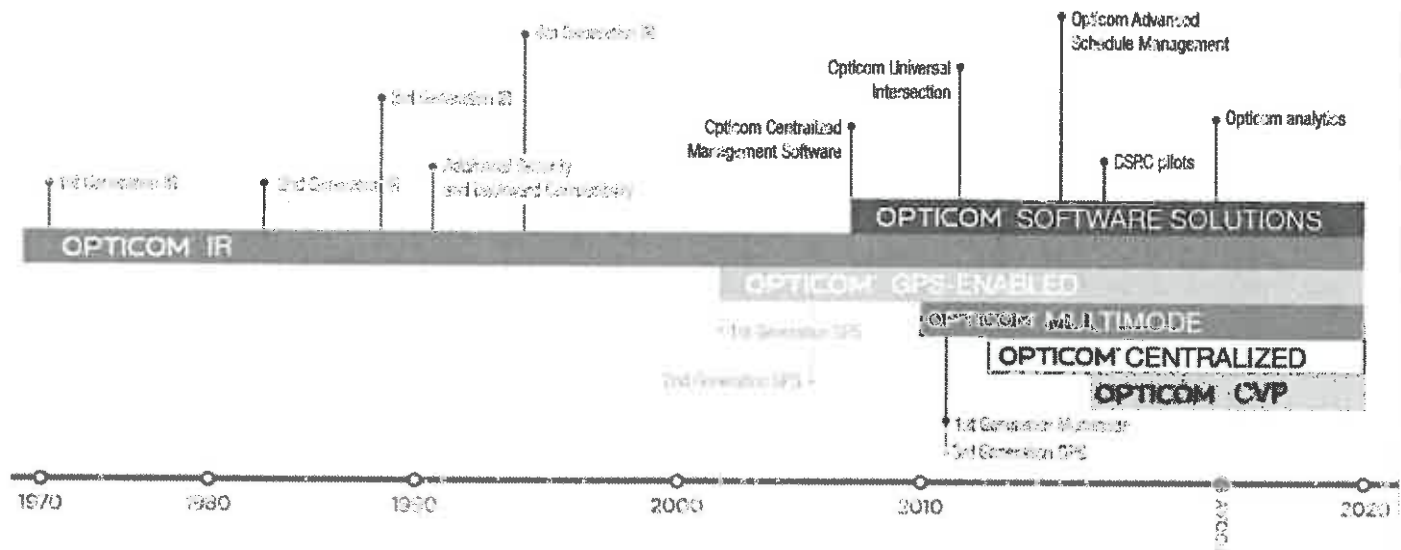 Opticom Advanced
Schedule Management
4th Generation IR
Opticom Universal
Intersection
3rd Generation IR
Opticom Centralized
Management Software
Opticom analytics
DSRC pilots
1st Generation IR
2nd Generation IR
Additional Security
and Backward Compatibility
OPTICOM SOFTWARE SOLUTIONS
OPTICOM IR
OPTICOM GPS-ENABLED
OPTICOM MULTIMODE
1st Generation GPS
OPTICOM CENTRALIZED
2nd Generation GPS
OPTICOM CVP
1st Generation Multimode
3rd Generation GPS
1970
1980
1990
2000
2010
2020